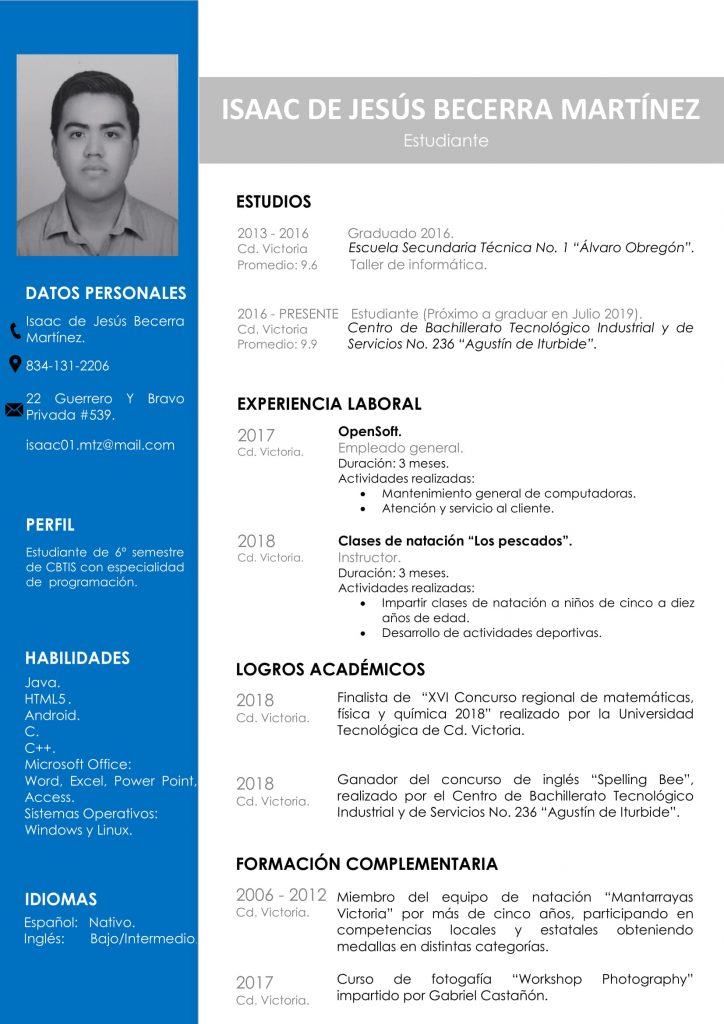 ISAAC DE JESÚS BECERRA MARTÍNEZ
Estudiante
DATOS PERSONALES
Isaac de Jesús Becerra
Martínez.
834-131-2206
22 Guerrero Y Bravo
Privada #539.
isaac01.mtz@mail.com
PERFIL
Estudiante de 6º semestre
de CBTIS con especialidad
de programación.
HABILIDADES
Java.
HTML5.
Android.
C.
C++.
Microsoft Office:
Word, Excel, Power Point,
Access.
Sistemas Operativos:
Windows y Linux.
IDIOMAS
Español: Nativo.
Inglés: Bajo/Intermedio.
ESTUDIOS
2013 - 2016 Graduado 2016.
Cd. Victoria Escuela Secundaria Técnica No. 1 “Álvaro Obregón”.
Promedio: 9.6 Taller de informática.
2016 - PRESENTE Estudiante (Próximo a graduar en Julio 2019).
Cd. Victoria Centro de Bachillerato Tecnológico Industrial y de
Promedio: 9.9 Servicios No. 236 “Agustín de Iturbide”.
EXPERIENCIA LABORAL
2017 OpenSoft.
Cd. Victoria. Empleado general.
Duración: 3 meses.
Actividades realizadas:
• Mantenimiento general de computadoras.
• Atención y servicio al cliente.
2018 Clases de natación “Los pescados”.
Cd. Victoria. Instructor.
Duración: 3 meses.
Actividades realizadas:
• Impartir clases de natación a niños de cinco a diez
años de edad.
• Desarrollo de actividades deportivas.
LOGROS ACADÉMICOS
2018 Finalista de “XVI Concurso regional de matemáticas,
Cd. Victoria. física y química 2018” realizado por la Universidad
Tecnológica de Cd. Victoria.
2018 Ganador del concurso de inglés “Spelling Bee”,
Cd. Victoria. realizado por el Centro de Bachillerato Tecnológico
Industrial y de Servicios No. 236 “Agustín de Iturbide”.
FORMACIÓN COMPLEMENTARIA
2006 - 2012 Miembro del equipo de natación “Mantarrayas
Cd, Victoria. Victoria” por más de cinco años, participando en
competencias locales y estatales obteniendo
medallas en distintas categorías.
2017 Curso de fotogafía “Workshop Photography”
Cd. Victoria. impartido por Gabriel Castañón.